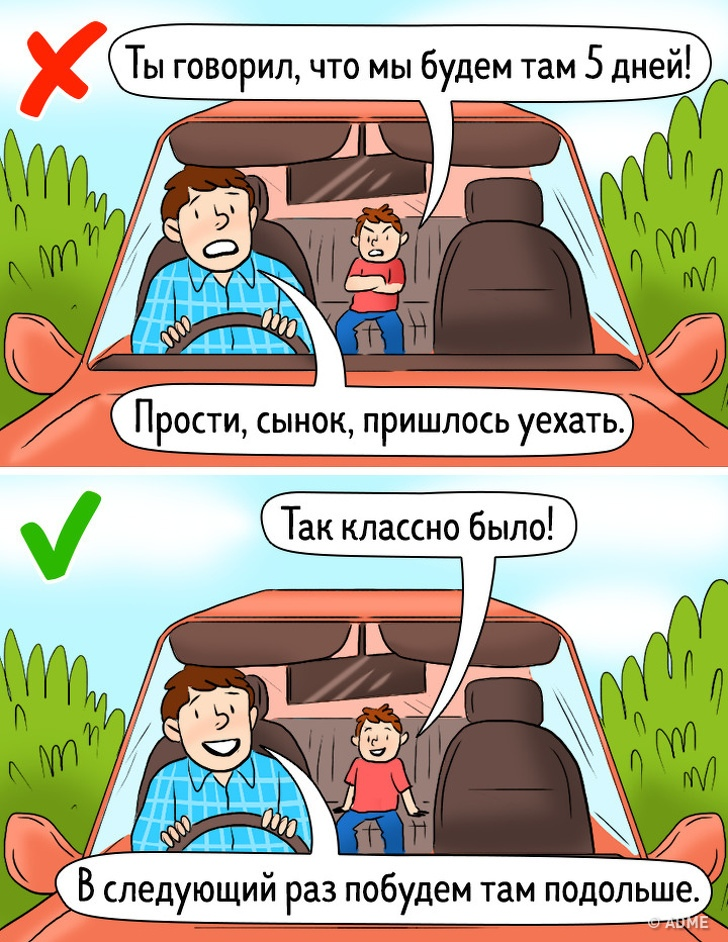 Ты говорил, что мы будем там 5 дней!
Прости, сынок, пришлось уехать.
Так классно было!
В следующий раз побудем там подольше.
© ADME